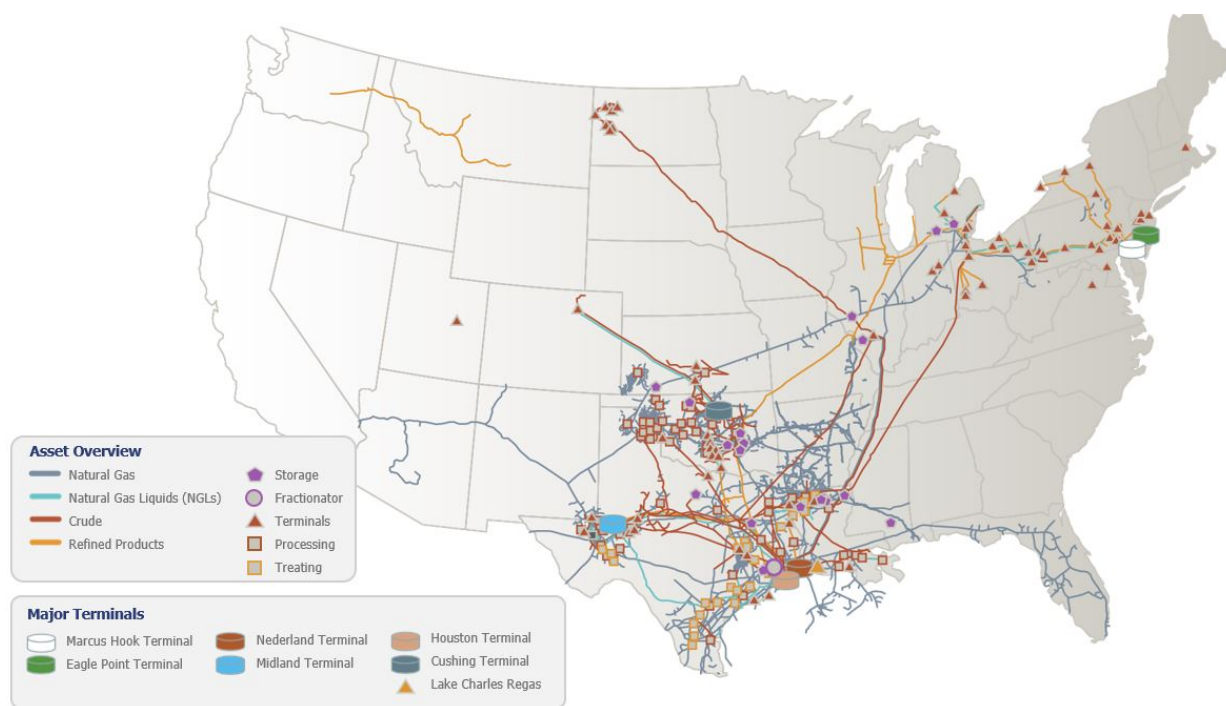 Asset Overview
Natural Gas
Storage
Natural Gas Liquids (NGLs)
Fractionator
Crude
Terminals
Refined Products
Processing
Treating
Major Terminals
Marcus Hook Terminal
Nederland Terminal
Houston Terminal
Eagle Point Terminal
Midland Terminal
Cushing Terminal
Lake Charles Regas